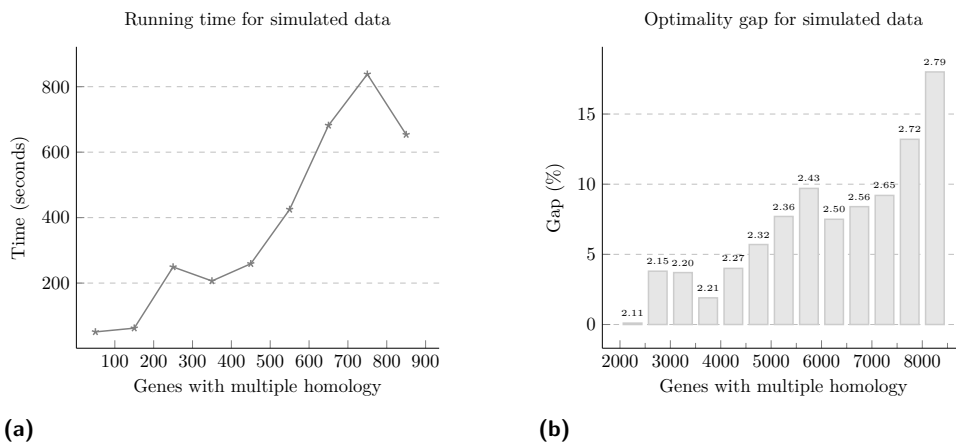 Running time for simulated data
Time (seconds)
800
600
400
200
100 200 300 400 500 600 700 800 900
Genes with multiple homology
(a)
Optimality gap for simulated data
Gap (%)
15
10
5
0
2.11 2.15 2.20 2.21 2.27 2.32 2.36 2.43 2.50 2.56 2.65 2.72 2.79
2000 3000 4000 5000 6000 7000 8000
Genes with multiple homology
(b)